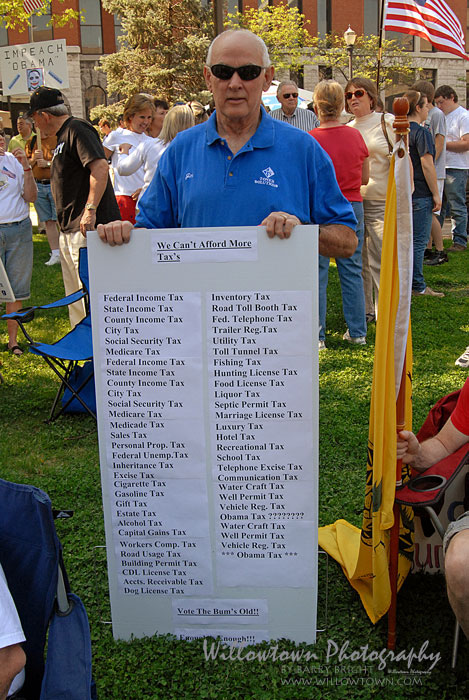 IMPEACH
OBAMA
We Can't Afford More
Tax's
Federal Income Tax
State Income Tax
County Income Tax
City Tax
Social Security Tax
Medicare Tax
Federal Income Tax
State Income Tax
County Income Tax
City Tax
Social Security Tax
Medicare Tax
Medicade Tax
Sales Tax
Personal Prop. Tax
Federal Unemp.Tax
Inheritance Tax
Excise Tax
Cigarette Tax
Gasoline Tax
Gift Tax
Estate Tax
Alcohol Tax
Capital Gains Tax
Workers Comp. Tax
Road Usage Tax
Building Permit Tax
CDL License Tax
Accts. Receivable Tax
Dog License Tax
Inventory Tax
Road Toll Booth Tax
Fed. Telephone Tax
Trailer Reg.Tax
Utility Tax
Toll Tunnel Tax
Fishing Tax
Hunting License Tax
Food License Tax
Liquor Tax
Septic Permit Tax
Marriage License Tax
Luxury Tax
Hotel Tax
Recreational Tax
School Tax
Telephone Excise Tax
Communication Tax
Water Craft Tax
Well Permit Tax
Vehicle Reg. Tax
Obama Tax ????????
Water Craft Tax
Well Permit Tax
Vehicle Reg. Tax
*** Obama Tax ***
Vote The Bum's Old!!
Enough!!!!
Willowtown Photography
BY BARRY BRIGHT
WWW.WILLOWTOWN.COM